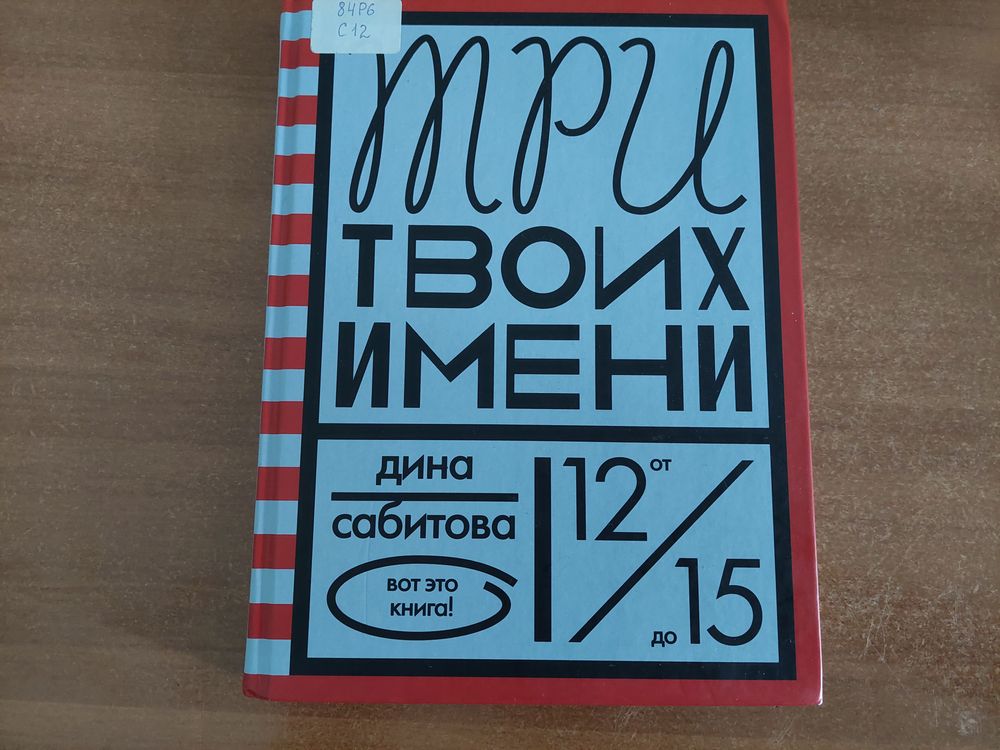 84Р6
С12
три
ТВОИХ
ИМЕНИ
дина
сабитова
вот это
книга!
от 12
до 15